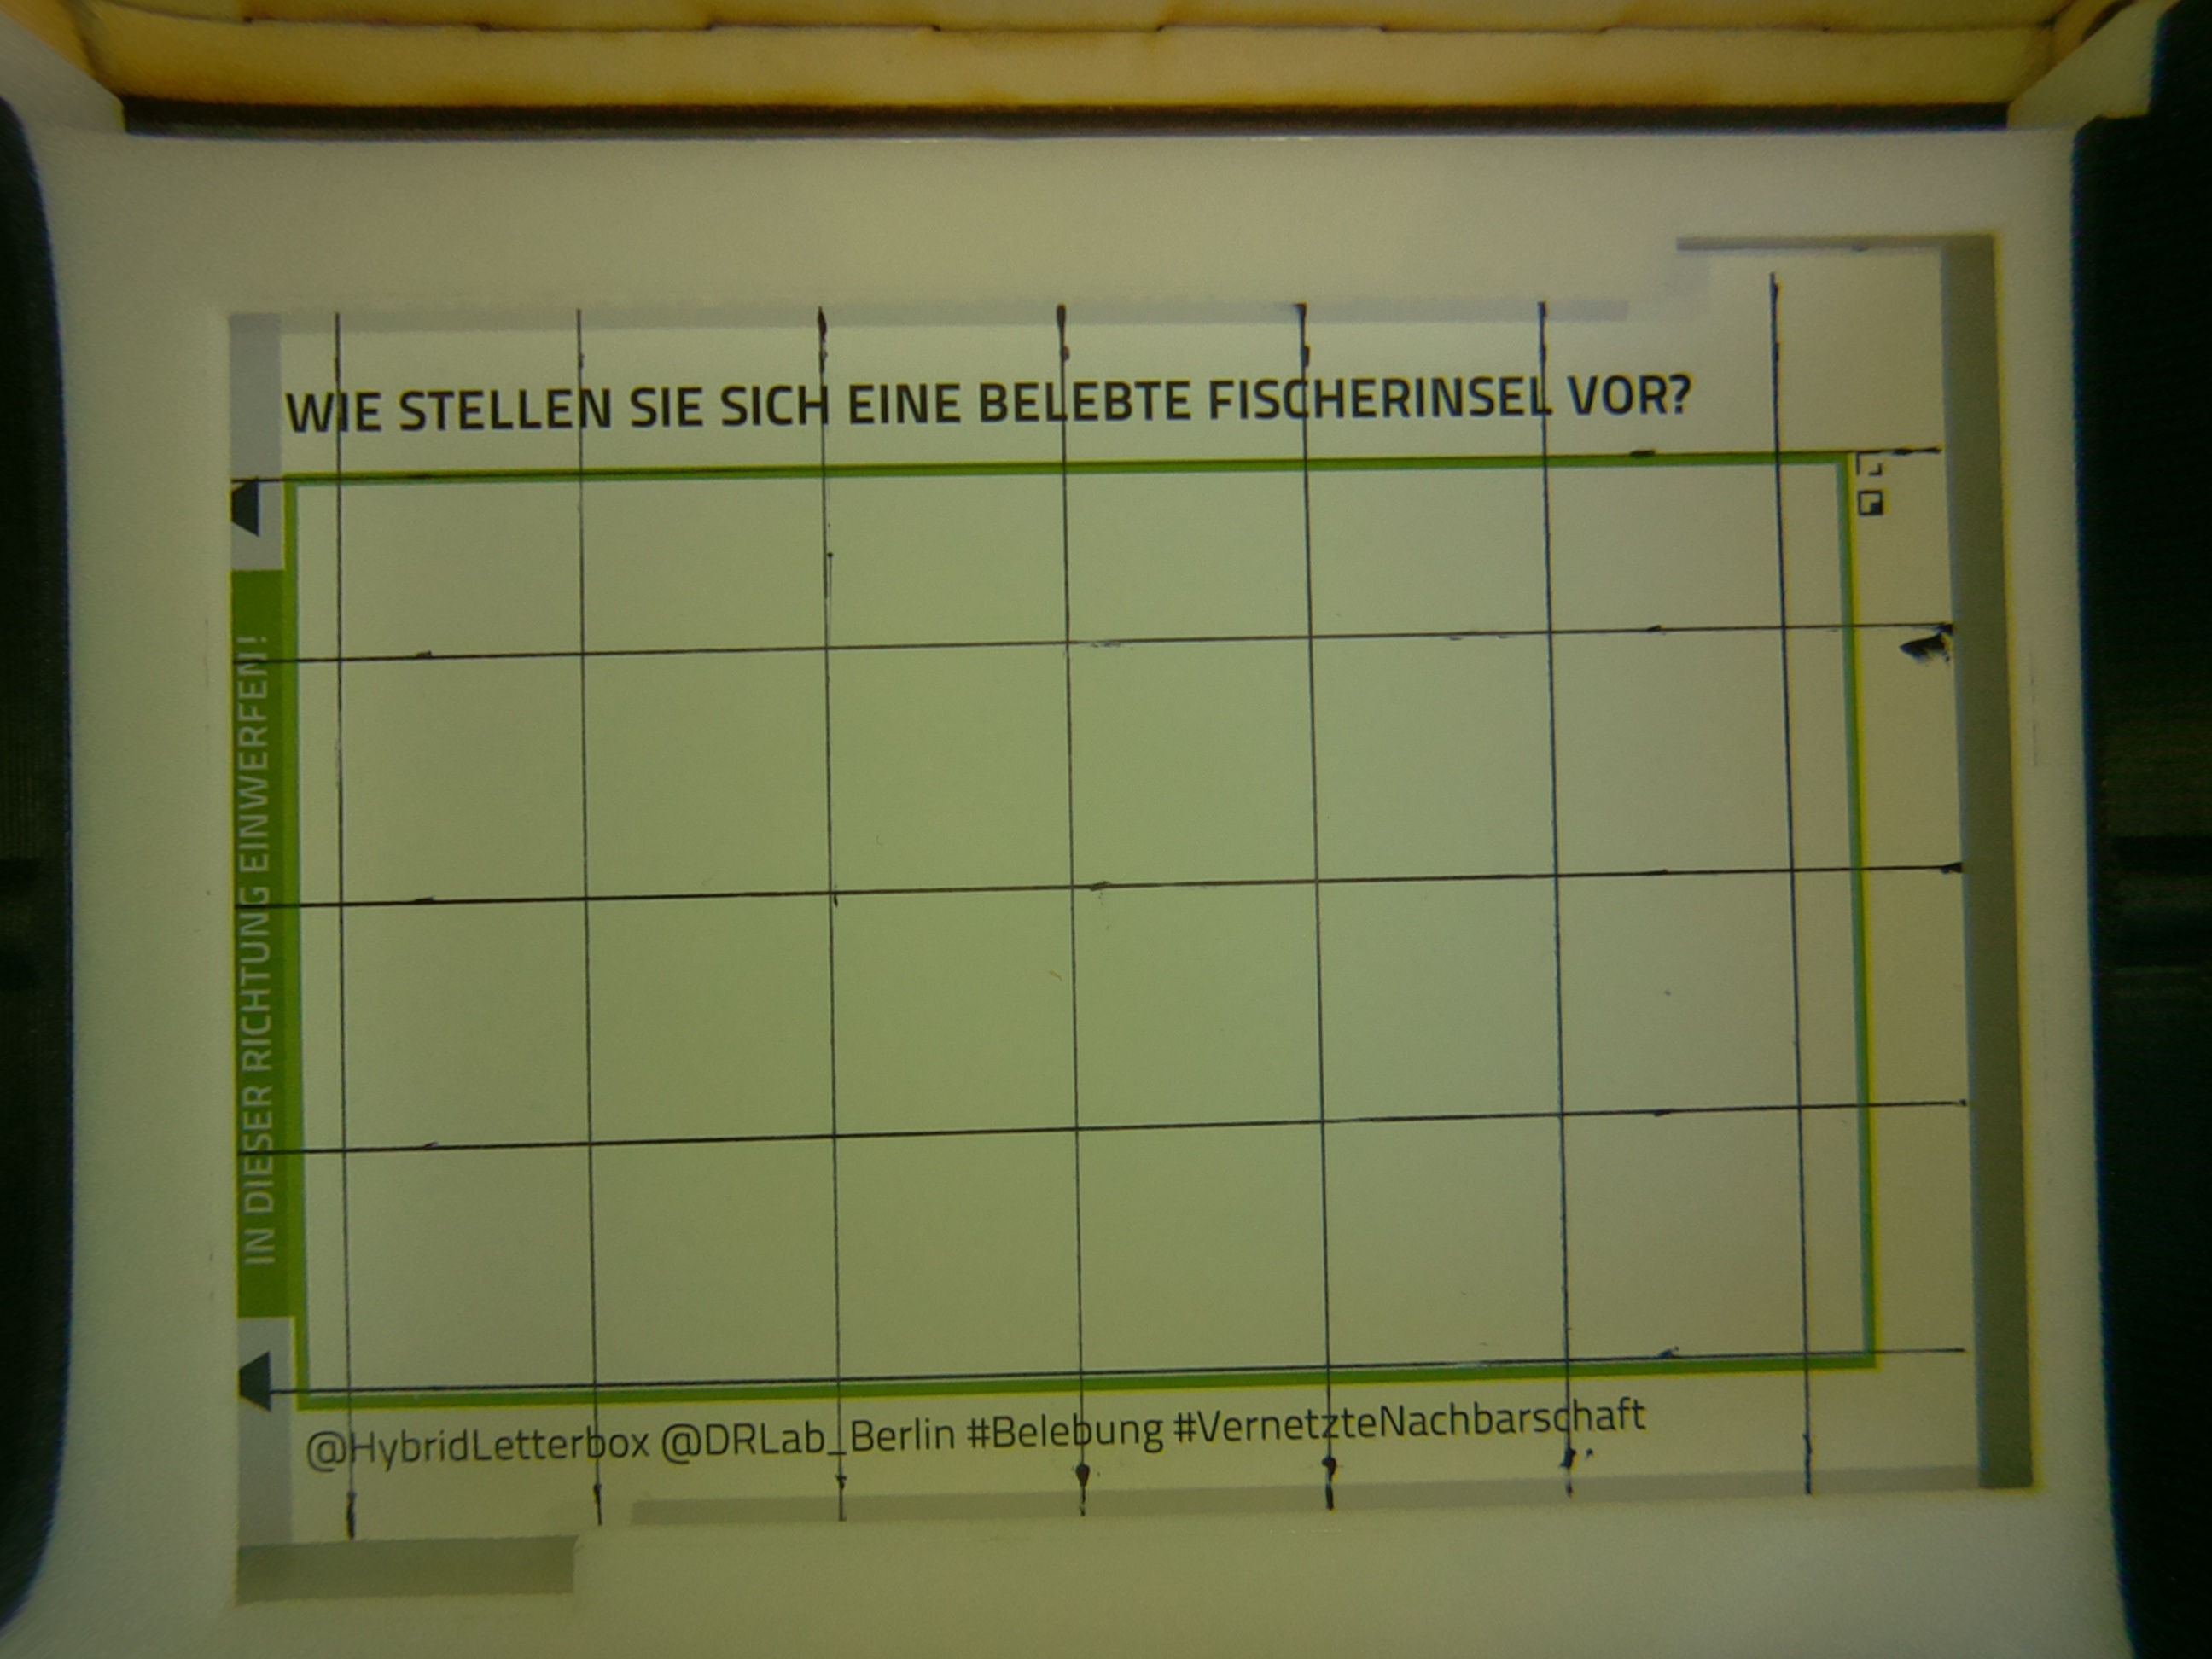 WIE STELLEN SIE SICH EINE BELEBTE FISCHERINSEL VOR?
IN DIESER RICHTUNG EINWERFEN!
@HybridLetterbox @DRLab_Berlin #Belebung #VernetzteNachbarschaft